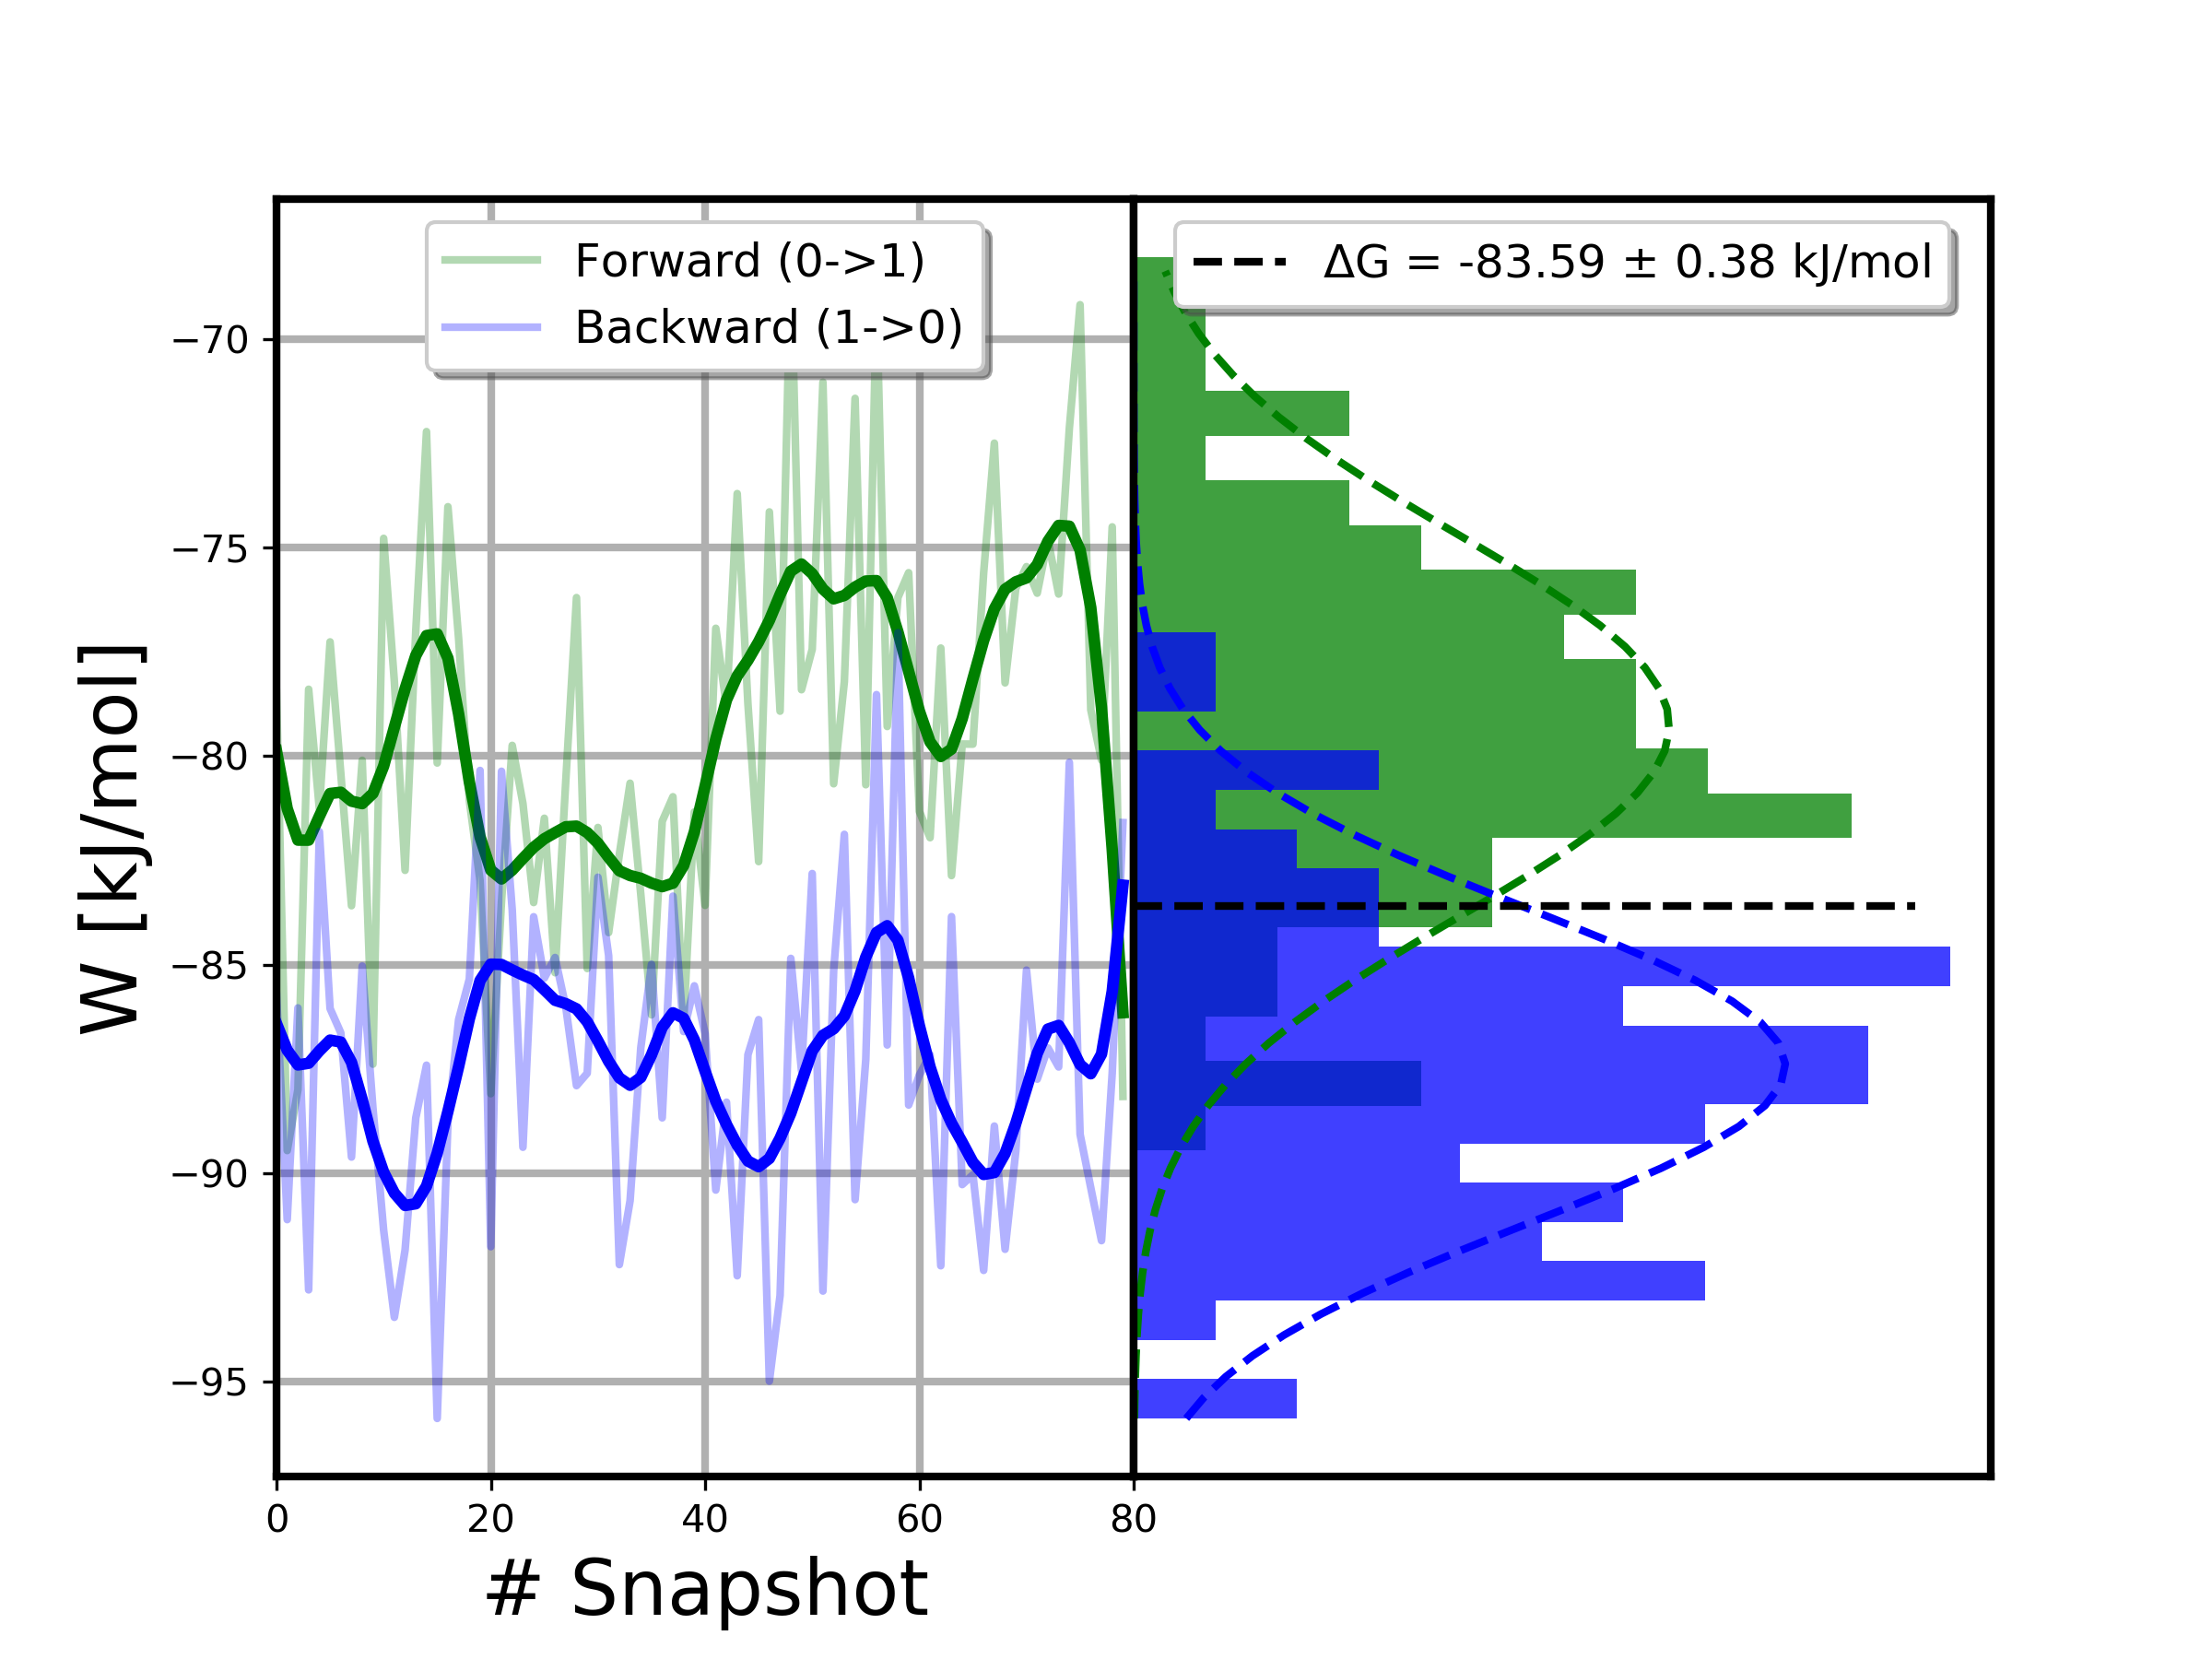 Forward (0->1)
Backward (1->0)
ΔG = -83.59 ± 0.38 kJ/mol
W [kJ/mol]
−70
−75
−80
−85
−90
−95
0 20 40 60 80
# Snapshot